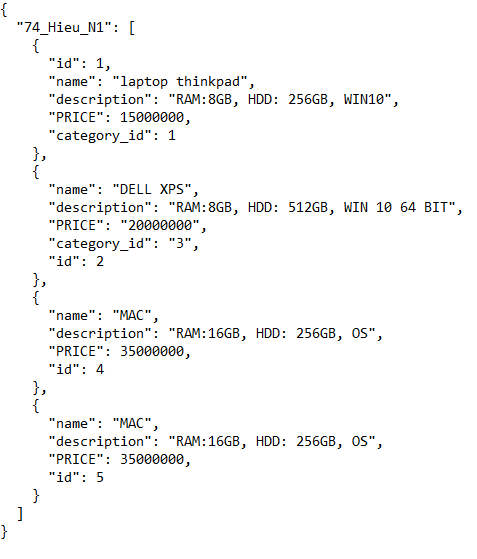 {
  "74_Hieu_N1": [
    {
      "id": 1,
      "name": "laptop thinkpad",
      "description": "RAM:8GB, HDD: 256GB, WIN10",
      "PRICE": 15000000,
      "category_id": 1
    },
    {
      "name": "DELL XPS",
      "description": "RAM:8GB, HDD: 512GB, WIN 10 64 BIT",
      "PRICE": "20000000",
      "category_id": "3",
      "id": 2
    },
    {
      "name": "MAC",
      "description": "RAM:16GB, HDD: 256GB, OS",
      "PRICE": 35000000,
      "id": 4
    },
    {
      "name": "MAC",
      "description": "RAM:16GB, HDD: 256GB, OS",
      "PRICE": 35000000,
      "id": 5
    }
  ]
}